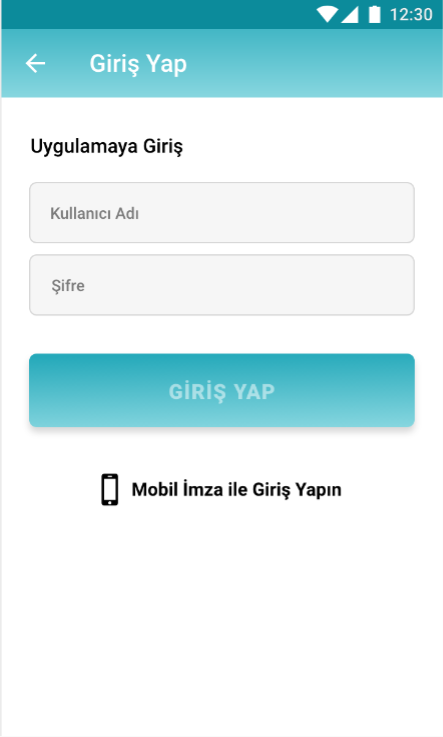 12:30
Giriş Yap
Uygulamaya Giriş
Kullanıcı Adı
Şifre
GİRİŞ YAP
Mobil İmza ile Giriş Yapın